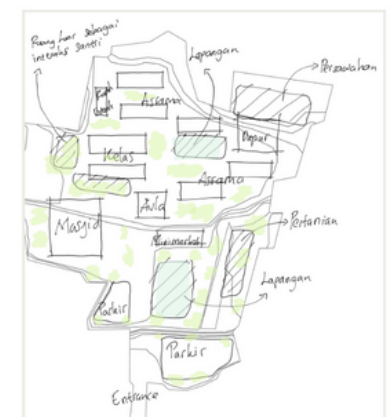 Ruang luar sebagai
interaksi santri
Lapangan
Persawahan
Asrama
Dapur
Kelas
Asrama
Aula
Masjid
Pertanian
Minimarket
Lapangan
Parkir
Parkir
Entrance